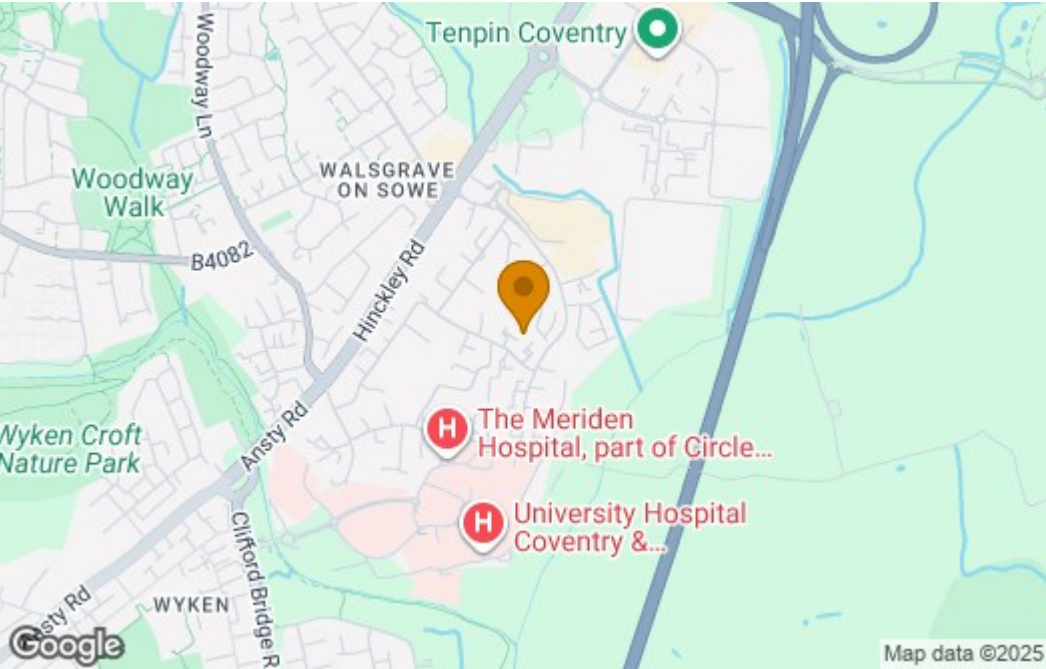 Tenpin Coventry
Woodway Ln
WALSGRAVE
ON SOWE
Woodway
Walk
B4082
Hinckley Rd
H
The Meriden
Hospital, part of Circle...
Wyken Croft
Nature Park
Ansty Rd
H
University Hospital
Coventry &...
Clifford Bridge R
WYKEN
nsty Rd
Google
Map data ©2025